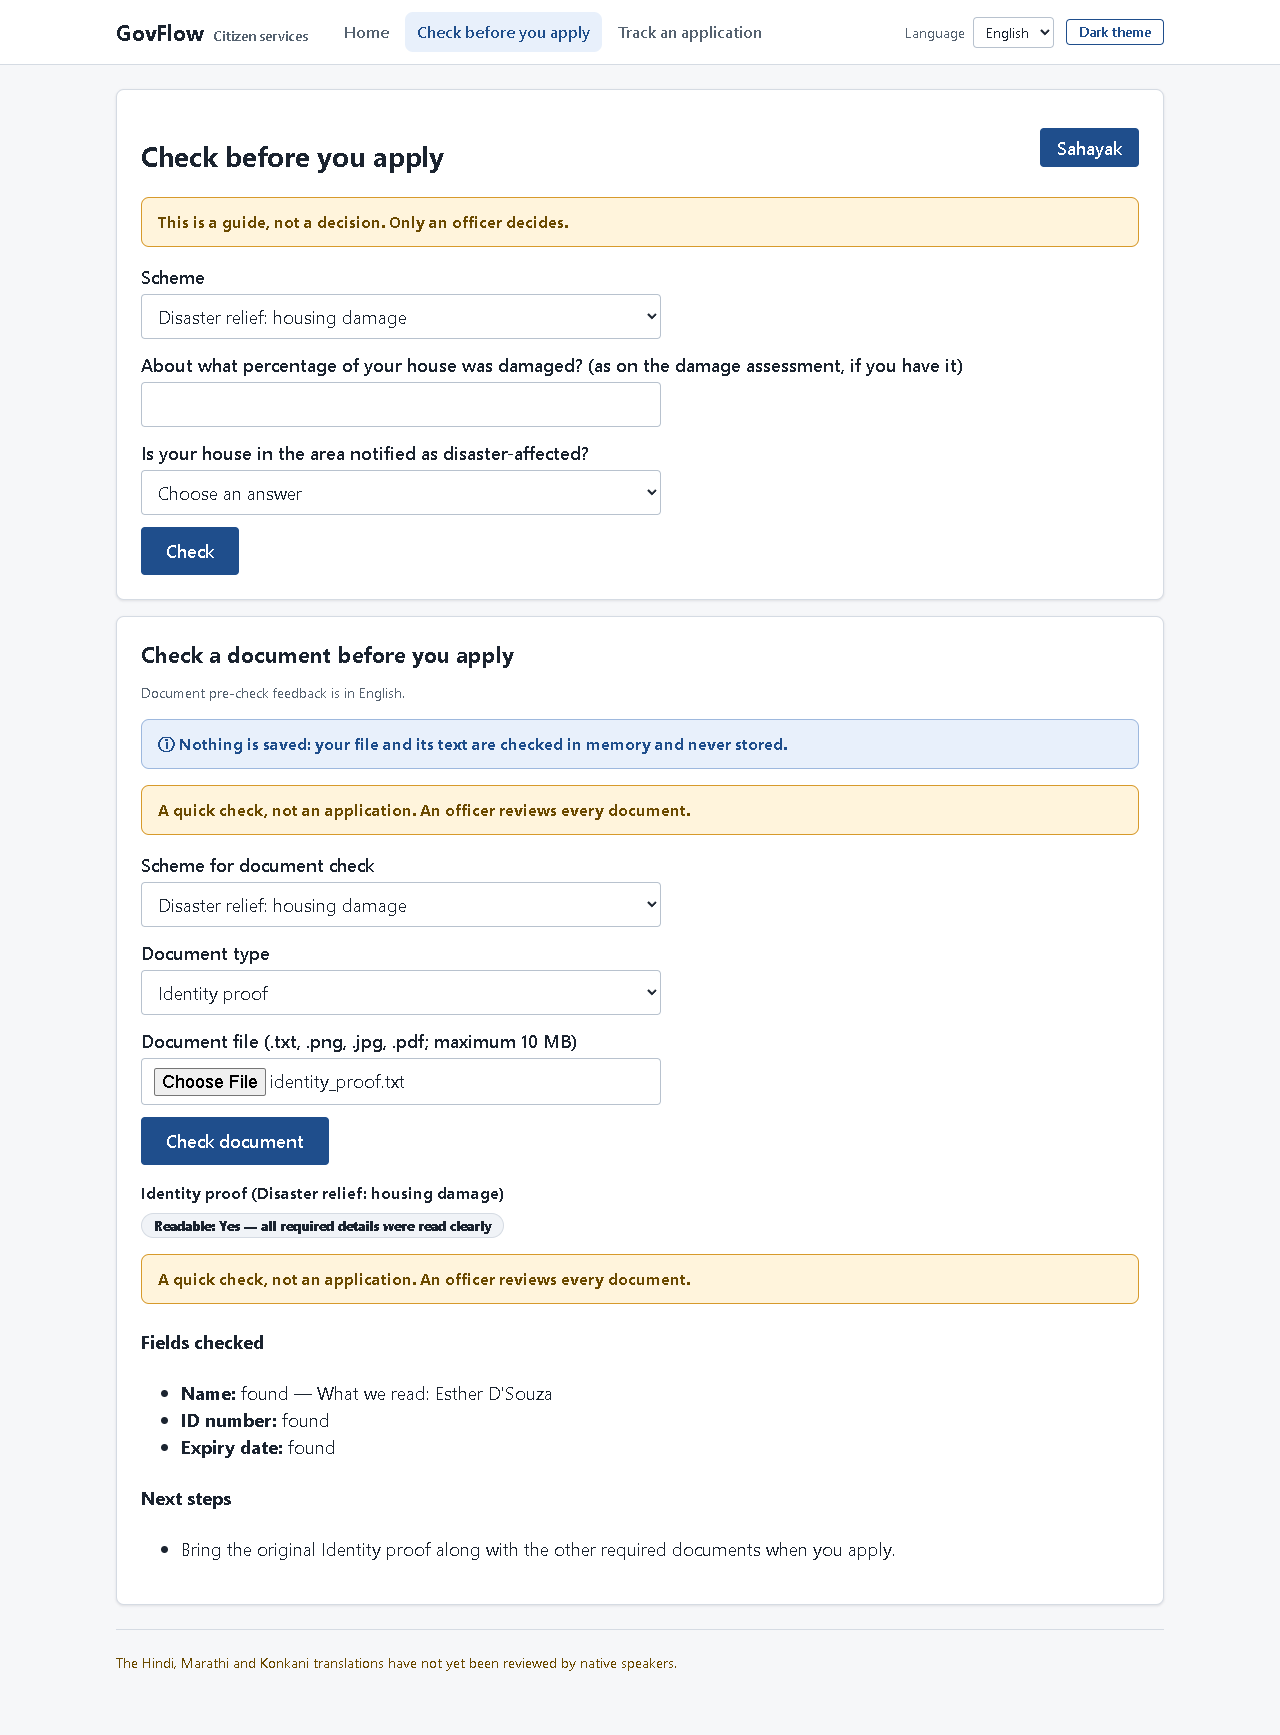 GovFlow Citizen services Home Check before you apply Track an application Language English Dark theme
Check before you apply
Sahayak
This is a guide, not a decision. Only an officer decides.
Scheme
Disaster relief: housing damage
About what percentage of your house was damaged? (as on the damage assessment, if you have it)
Is your house in the area notified as disaster-affected?
Choose an answer
Check
Check a document before you apply
Document pre-check feedback is in English.
ⓘ Nothing is saved: your file and its text are checked in memory and never stored.
A quick check, not an application. An officer reviews every document.
Scheme for document check
Disaster relief: housing damage
Document type
Identity proof
Document file (.txt, .png, .jpg, .pdf; maximum 10 MB)
Choose File identity_proof.txt
Check document
Identity proof (Disaster relief: housing damage)
Readable: Yes — all required details were read clearly
A quick check, not an application. An officer reviews every document.
Fields checked
• Name: found — What we read: Esther D'Souza
• ID number: found
• Expiry date: found
Next steps
• Bring the original Identity proof along with the other required documents when you apply.
The Hindi, Marathi and Konkani translations have not yet been reviewed by native speakers.